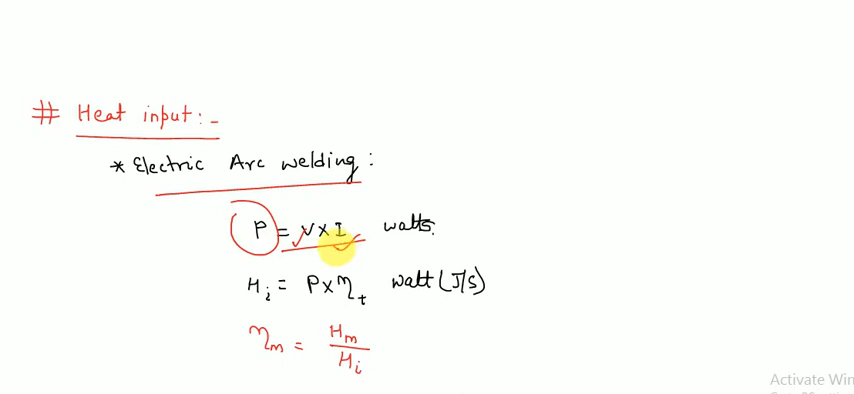 # Heat input:-
* Electric Arc welding:
P = V×I watts.
Hi = P×ηt watt (J/S)
ηm = Hm/Hi
Activate Win